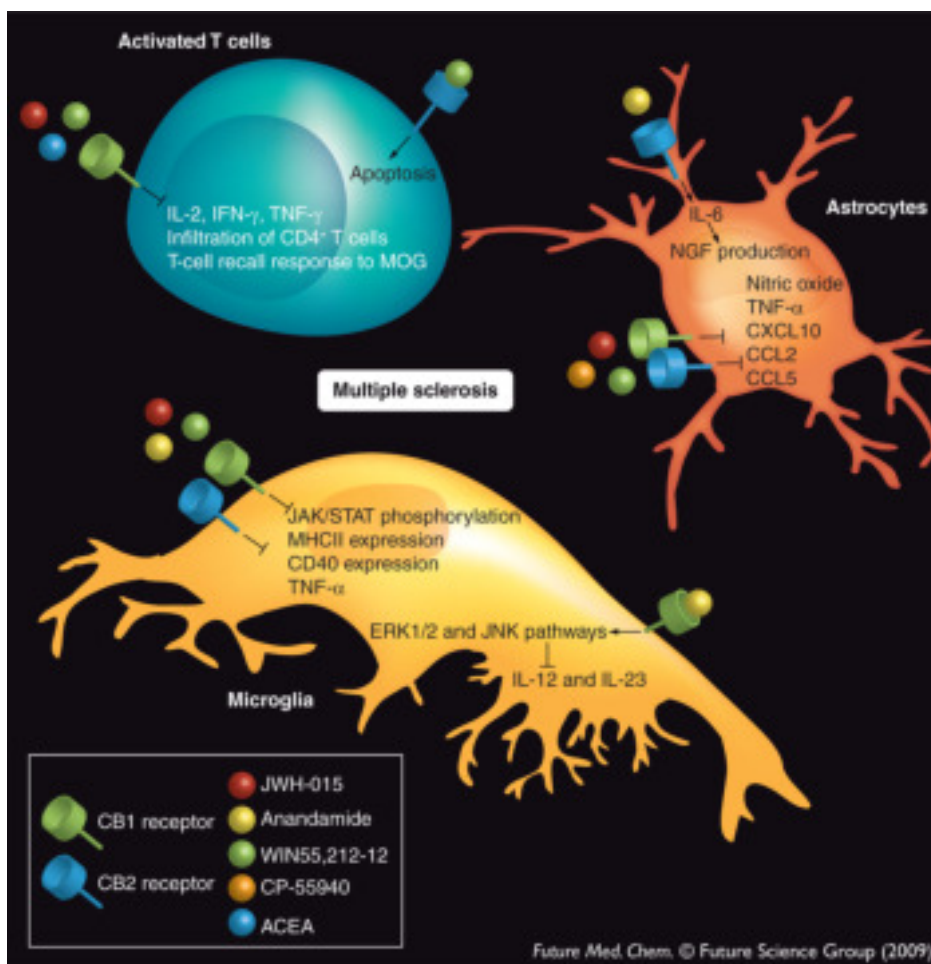 Activated T cells
Apoptosis
IL-2, IFN-γ, TNF-γ
Infiltration of CD4⁺ T cells
T-cell recall response to MOG
Astrocytes
IL-6
NGF production
Nitric oxide
TNF-α
CXCL10
CCL2
CCL5
Multiple sclerosis
JAK/STAT phosphorylation
MHCII expression
CD40 expression
TNF-α
ERK1/2 and JNK pathways
IL-12 and IL-23
Microglia
CB1 receptor
CB2 receptor
JWH-015
Anandamide
WIN55,212-12
CP-55940
ACEA
Future Med. Chem. © Future Science Group (2009)